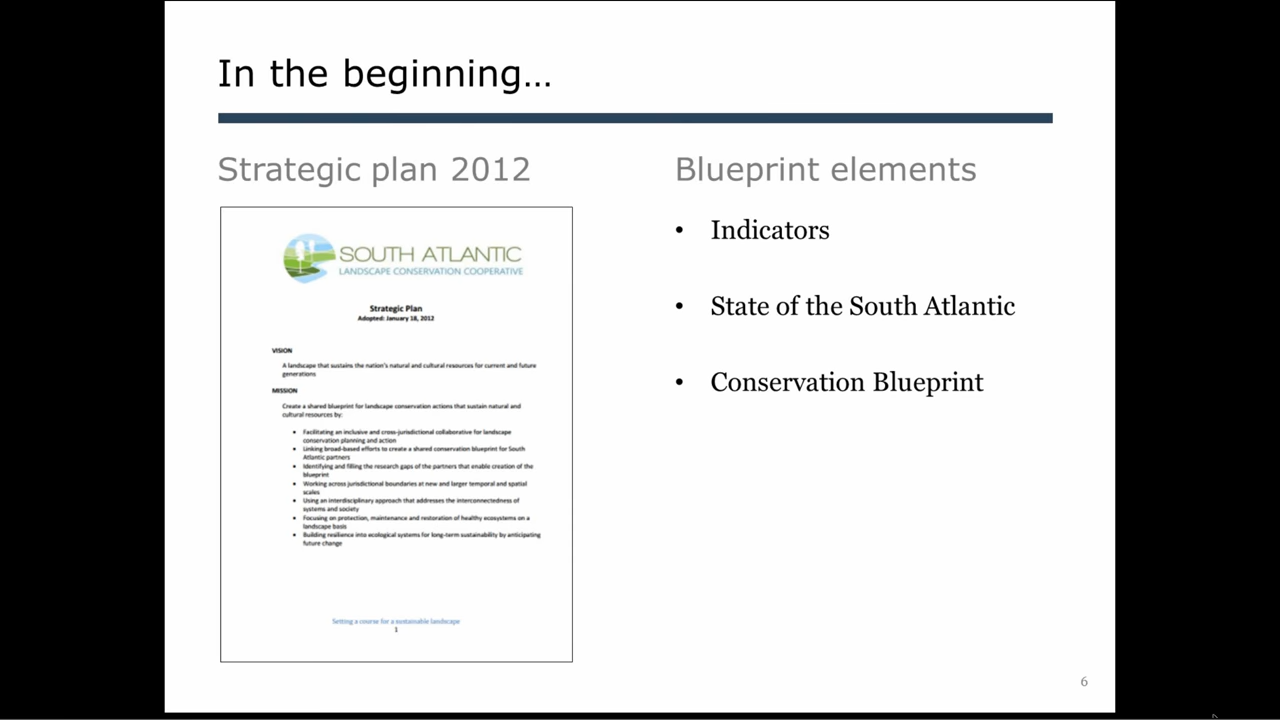 In the beginning…
Strategic plan 2012
SOUTH ATLANTIC
LANDSCAPE CONSERVATION COOPERATIVE
Strategic Plan
Adopted: January 18, 2012
VISION
A landscape that sustains the nation's natural and cultural resources for current and future
generations
MISSION
Create a shared blueprint for landscape conservation actions that sustain natural and
cultural resources by:
• Facilitating an inclusive and cross-jurisdictional collaborative for landscape
conservation planning and action
• Linking broad-based efforts to create a shared conservation blueprint for South
Atlantic partners
• Identifying and filling the research gaps of the partners that enable creation of the
blueprint
• Working across jurisdictional boundaries at new and larger temporal and spatial
scales
• Using an interdisciplinary approach that addresses the interconnectedness of
systems and society
• Focusing on protection, maintenance and restoration of healthy ecosystems on a
landscape basis
• Building resilience into ecological systems for long-term sustainability by anticipating
future change
Setting a course for a sustainable landscape
1
Blueprint elements
• Indicators
• State of the South Atlantic
• Conservation Blueprint
6